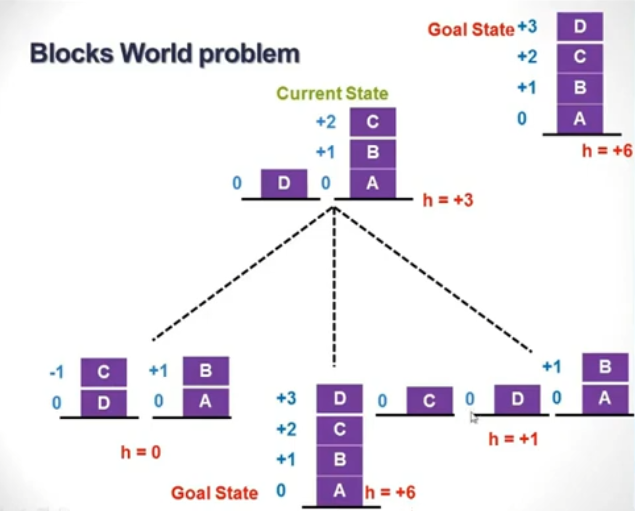 Blocks World problem
Goal State +3 D
+2 C
+1 B
0 A
h = +6
Current State
+2 C
+1 B
0 D 0 A
h = +3
-1 C +1 B
0 D 0 A
h = 0
+3 D
+2 C
+1 B
Goal State 0 A h = +6
+1 B
0 C 0 D 0 A
h = +1